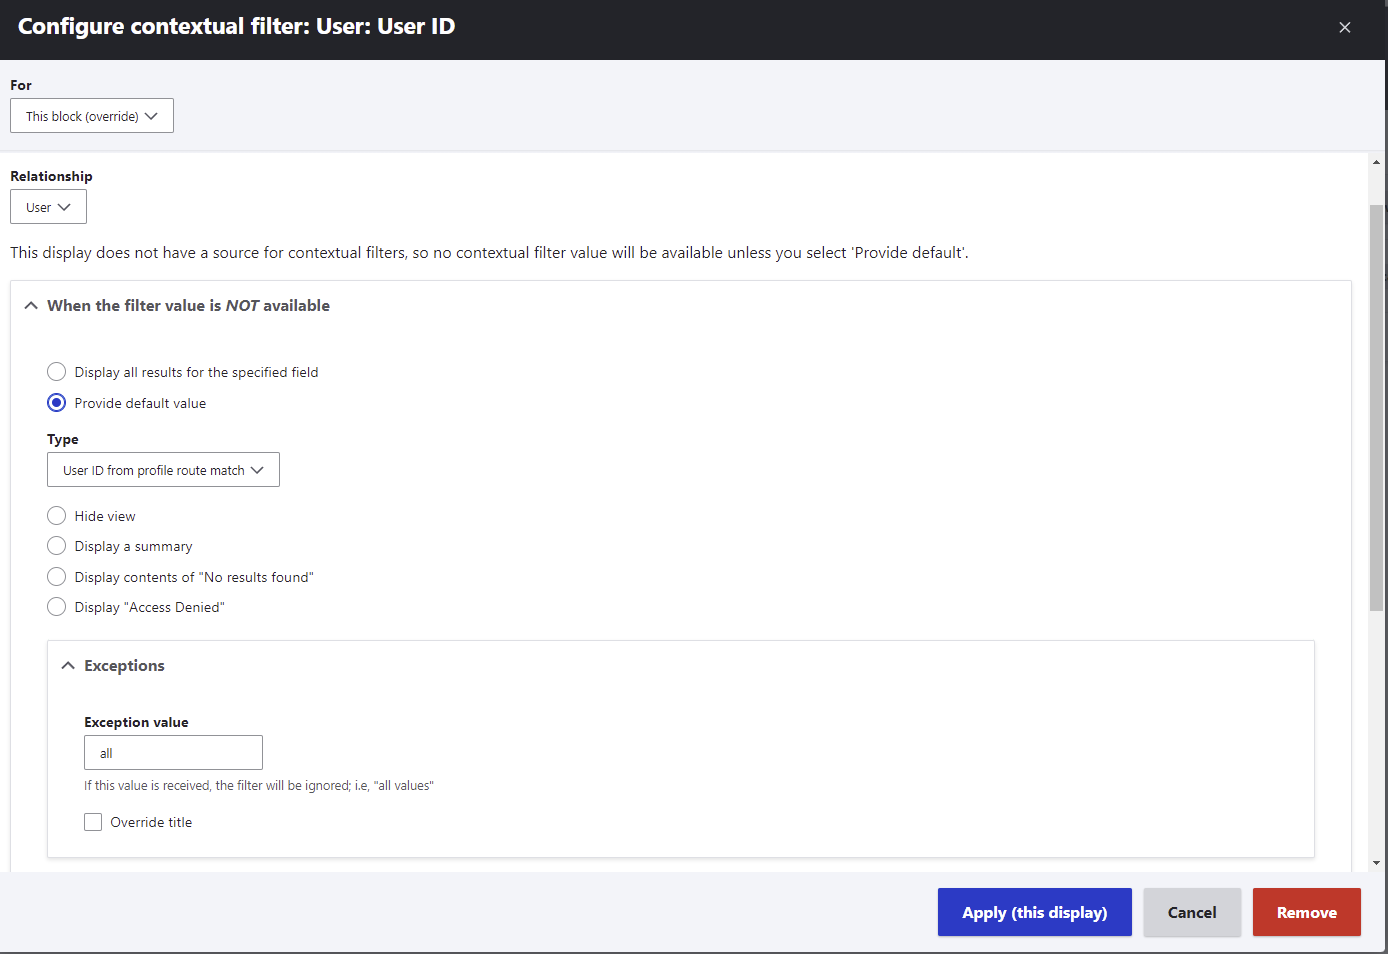 Configure contextual filter: User: User ID
For
This block (override)
Relationship
User
This display does not have a source for contextual filters, so no contextual filter value will be available unless you select 'Provide default'.
When the filter value is NOT available
Display all results for the specified field
Provide default value
Type
User ID from profile route match
Hide view
Display a summary
Display contents of "No results found"
Display "Access Denied"
Exceptions
Exception value
all
If this value is received, the filter will be ignored; i.e, "all values"
Override title
Apply (this display)
Cancel
Remove